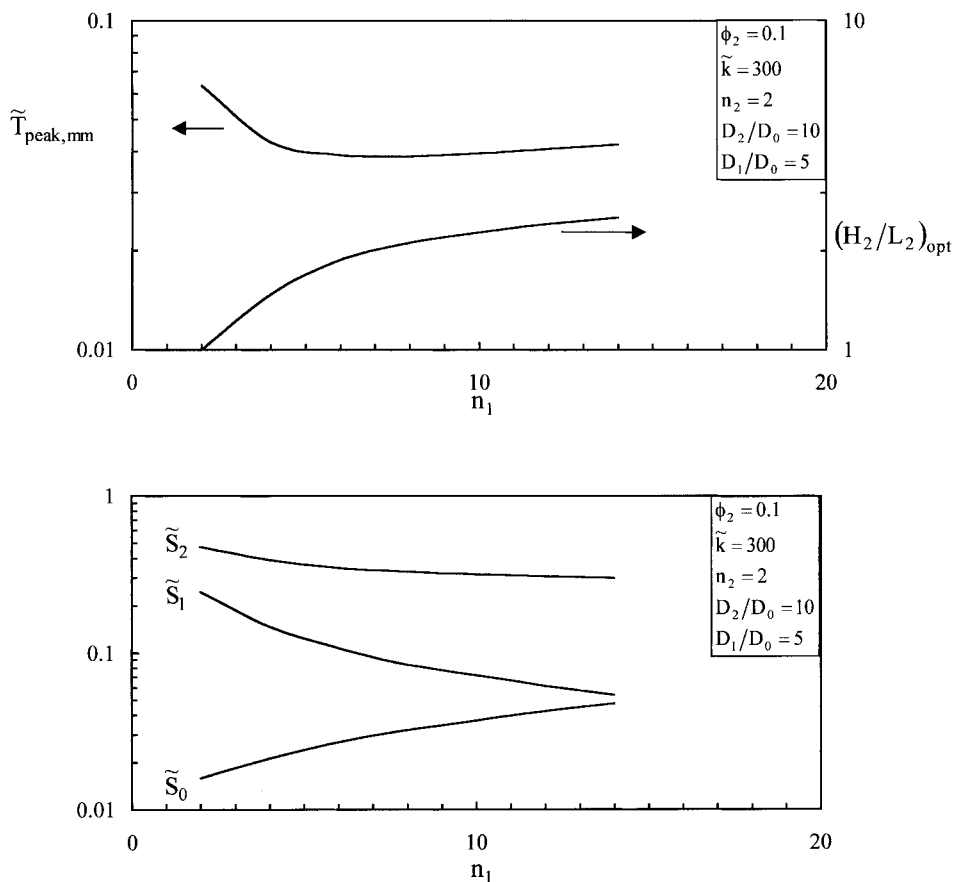 0.1
10
ϕ₂ = 0.1
k̃ = 300
n₂ = 2
D₂/D₀ = 10
D₁/D₀ = 5
T̃peak,mm
(H₂/L₂)opt
0.01
1
0
10
20
n₁
1
ϕ₂ = 0.1
k̃ = 300
n₂ = 2
D₂/D₀ = 10
D₁/D₀ = 5
S̃₂
S̃₁
0.1
S̃₀
0.01
0
10
20
n₁